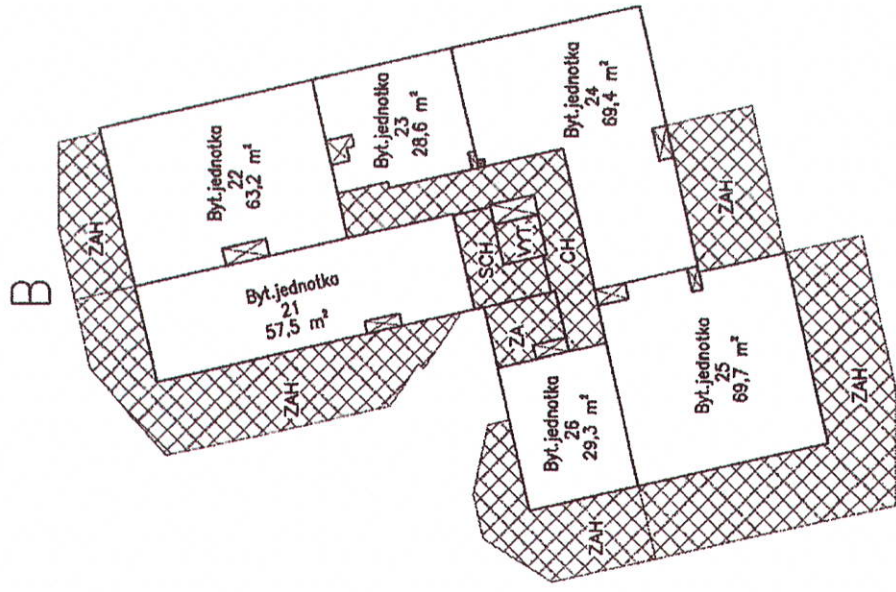 B
ZAH
Byt.jednotka
22
63,2 m²
Byt.jednotka
23
28,6 m²
Byt.jednotka
24
69,4 m²
Byt.jednotka
21
57,5 m²
ZAH
SCH
VYT.
CH
ZA
ZAH
Byt.jednotka
26
29,3 m²
ZAH
Byt.jednotka
25
69,7 m²
ZAH